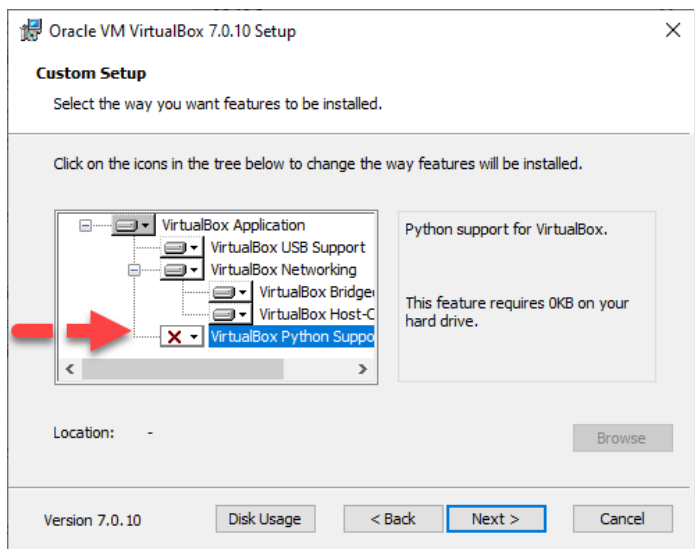 Oracle VM VirtualBox 7.0.10 Setup
Custom Setup
Select the way you want features to be installed.
Click on the icons in the tree below to change the way features will be installed.
VirtualBox Application
VirtualBox USB Support
VirtualBox Networking
VirtualBox Bridge
VirtualBox Host-C
VirtualBox Python Suppo
Python support for VirtualBox.
This feature requires 0KB on your
hard drive.
Location: -
Browse
Version 7.0.10
Disk Usage
< Back
Next >
Cancel